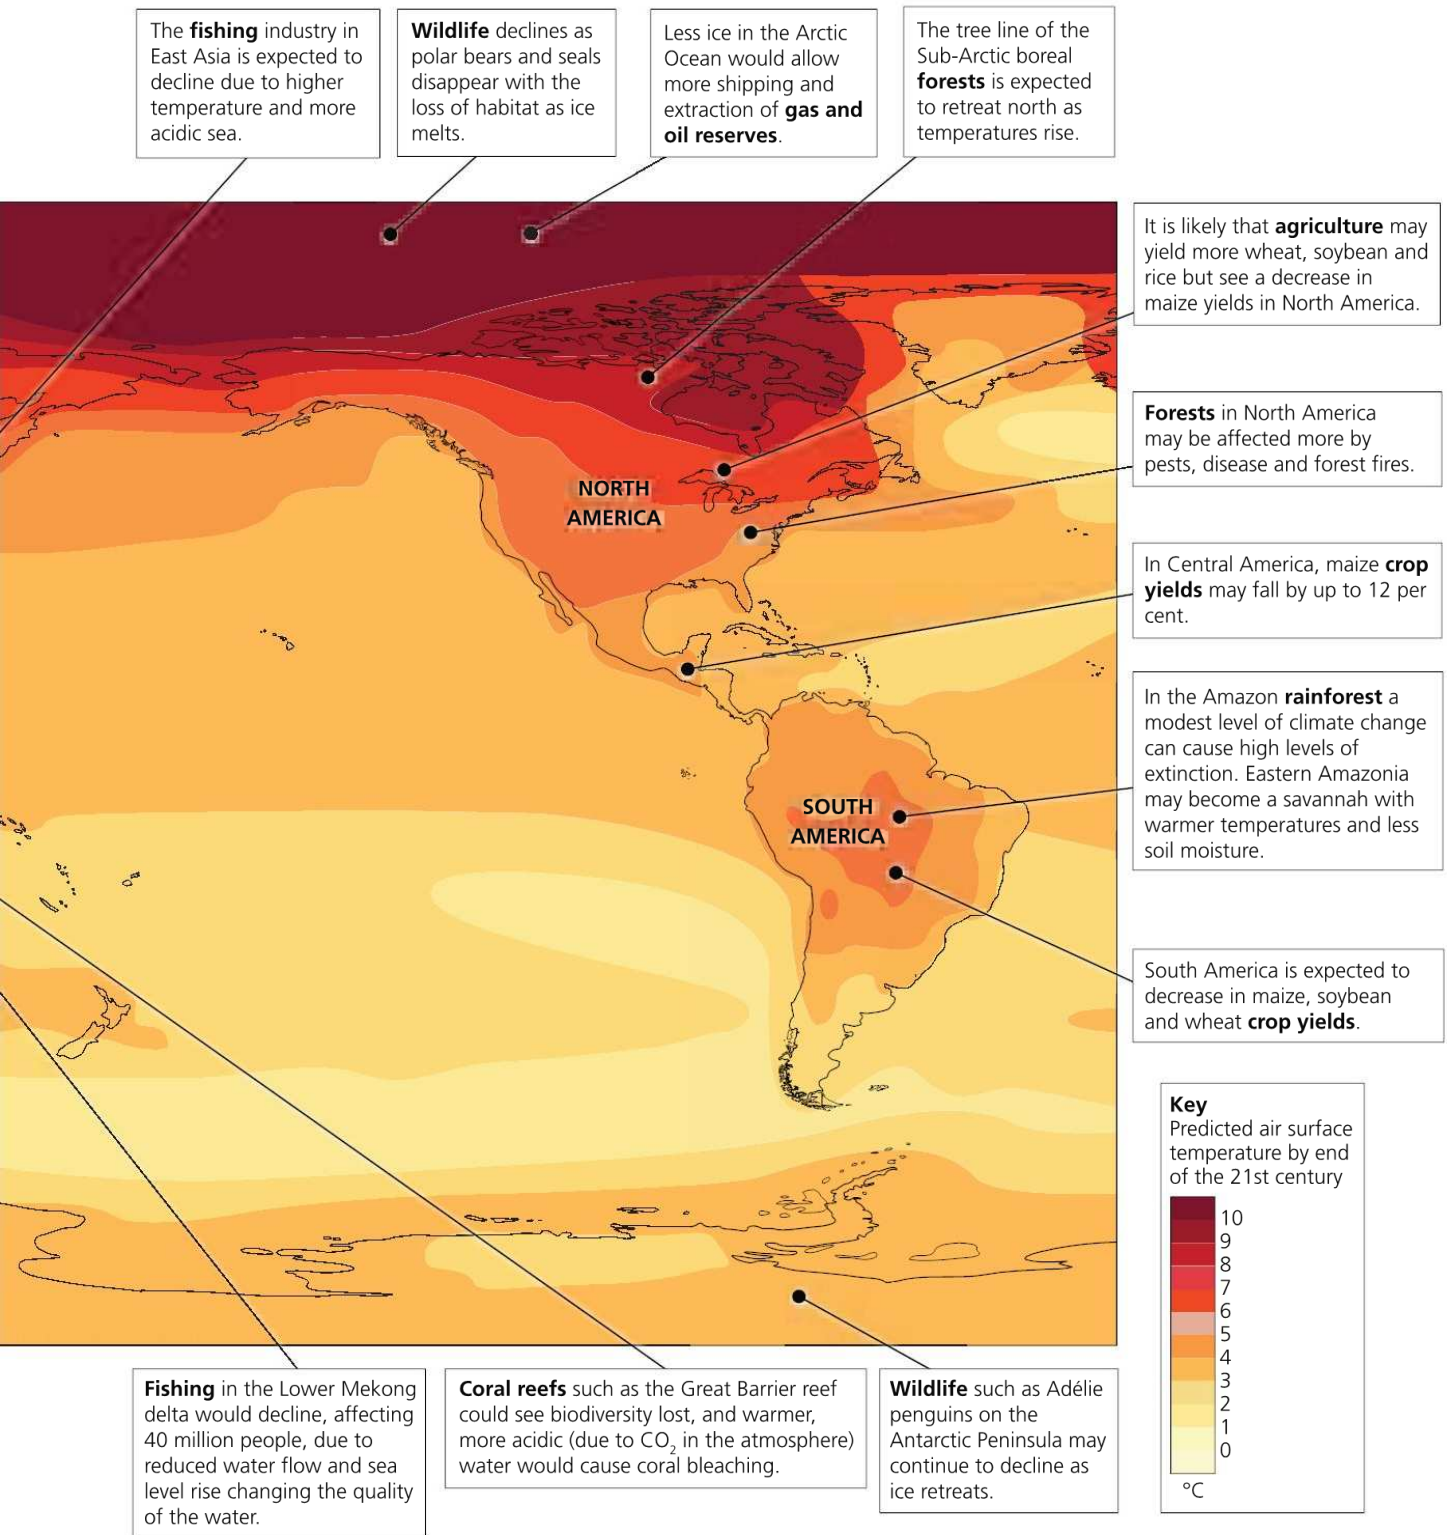 The fishing industry in
East Asia is expected to
decline due to higher
temperature and more
acidic sea.
Wildlife declines as
polar bears and seals
disappear with the
loss of habitat as ice
melts.
Less ice in the Arctic
Ocean would allow
more shipping and
extraction of gas and
oil reserves.
The tree line of the
Sub-Arctic boreal
forests is expected
to retreat north as
temperatures rise.
It is likely that agriculture may
yield more wheat, soybean and
rice but see a decrease in
maize yields in North America.
Forests in North America
may be affected more by
pests, disease and forest fires.
NORTH
AMERICA
In Central America, maize crop
yields may fall by up to 12 per
cent.
In the Amazon rainforest a
modest level of climate change
can cause high levels of
extinction. Eastern Amazonia
may become a savannah with
warmer temperatures and less
soil moisture.
SOUTH
AMERICA
South America is expected to
decrease in maize, soybean
and wheat crop yields.
Key
Predicted air surface
temperature by end
of the 21st century
10
9
8
7
6
5
4
3
2
1
0
°C
Fishing in the Lower Mekong
delta would decline, affecting
40 million people, due to
reduced water flow and sea
level rise changing the quality
of the water.
Coral reefs such as the Great Barrier reef
could see biodiversity lost, and warmer,
more acidic (due to CO₂ in the atmosphere)
water would cause coral bleaching.
Wildlife such as Adélie
penguins on the
Antarctic Peninsula may
continue to decline as
ice retreats.